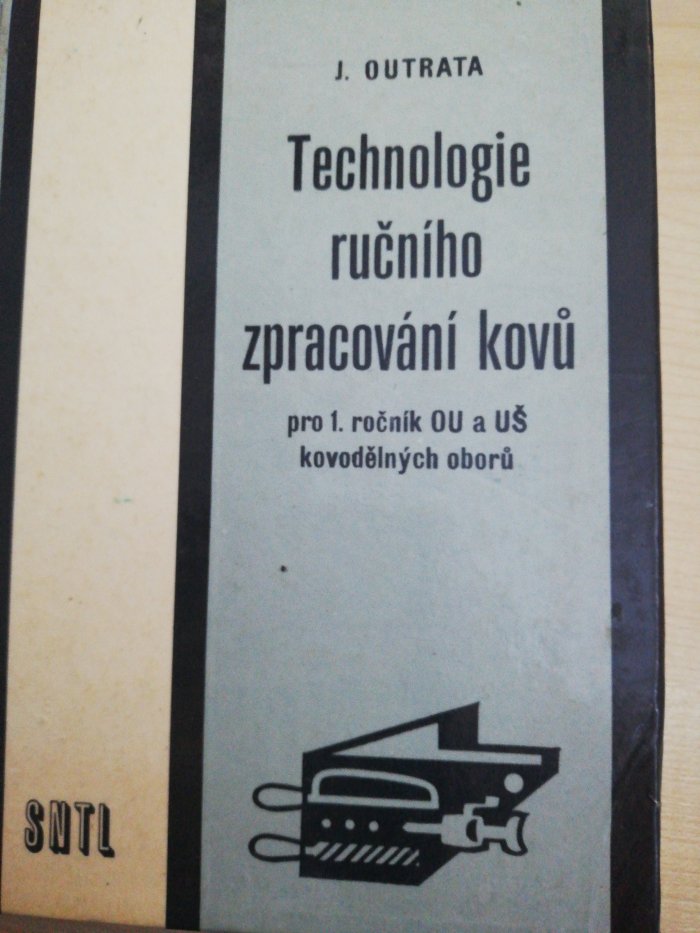 J. OUTRATA
Technologie
ručního
zpracování kovů
pro 1. ročník OU a UŠ
kovodělných oborů
SNTL